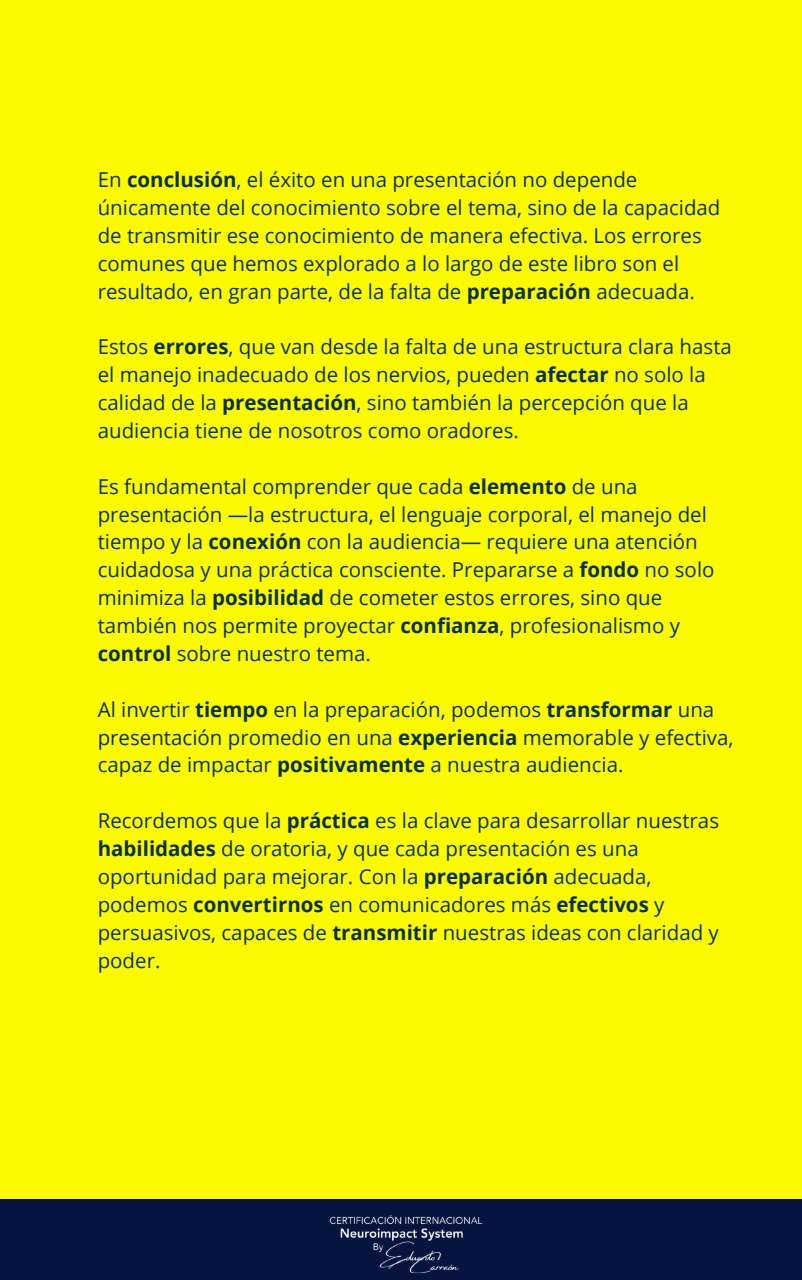 En conclusión, el éxito en una presentación no depende
únicamente del conocimiento sobre el tema, sino de la capacidad
de transmitir ese conocimiento de manera efectiva. Los errores
comunes que hemos explorado a lo largo de este libro son el
resultado, en gran parte, de la falta de preparación adecuada.
Estos errores, que van desde la falta de una estructura clara hasta
el manejo inadecuado de los nervios, pueden afectar no solo la
calidad de la presentación, sino también la percepción que la
audiencia tiene de nosotros como oradores.
Es fundamental comprender que cada elemento de una
presentación —la estructura, el lenguaje corporal, el manejo del
tiempo y la conexión con la audiencia— requiere una atención
cuidadosa y una práctica consciente. Prepararse a fondo no solo
minimiza la posibilidad de cometer estos errores, sino que
también nos permite proyectar confianza, profesionalismo y
control sobre nuestro tema.
Al invertir tiempo en la preparación, podemos transformar una
presentación promedio en una experiencia memorable y efectiva,
capaz de impactar positivamente a nuestra audiencia.
Recordemos que la práctica es la clave para desarrollar nuestras
habilidades de oratoria, y que cada presentación es una
oportunidad para mejorar. Con la preparación adecuada,
podemos convertirnos en comunicadores más efectivos y
persuasivos, capaces de transmitir nuestras ideas con claridad y
poder.
CERTIFICACIÓN INTERNACIONAL
Neuroimpact System
By Eduardo
Carreón